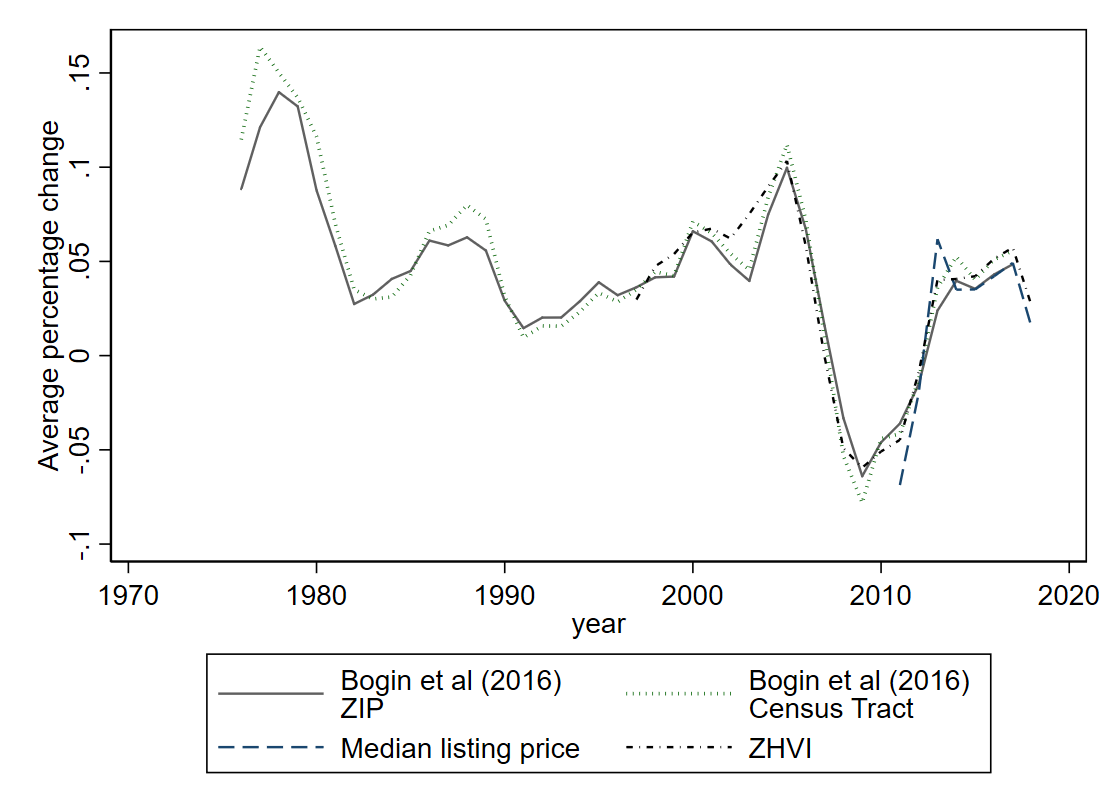 .15
.1
.05
0
-.05
-.1
Average percentage change
1970 1980 1990 2000 2010 2020
year
Bogin et al (2016)
ZIP
Bogin et al (2016)
Census Tract
Median listing price
ZHVI